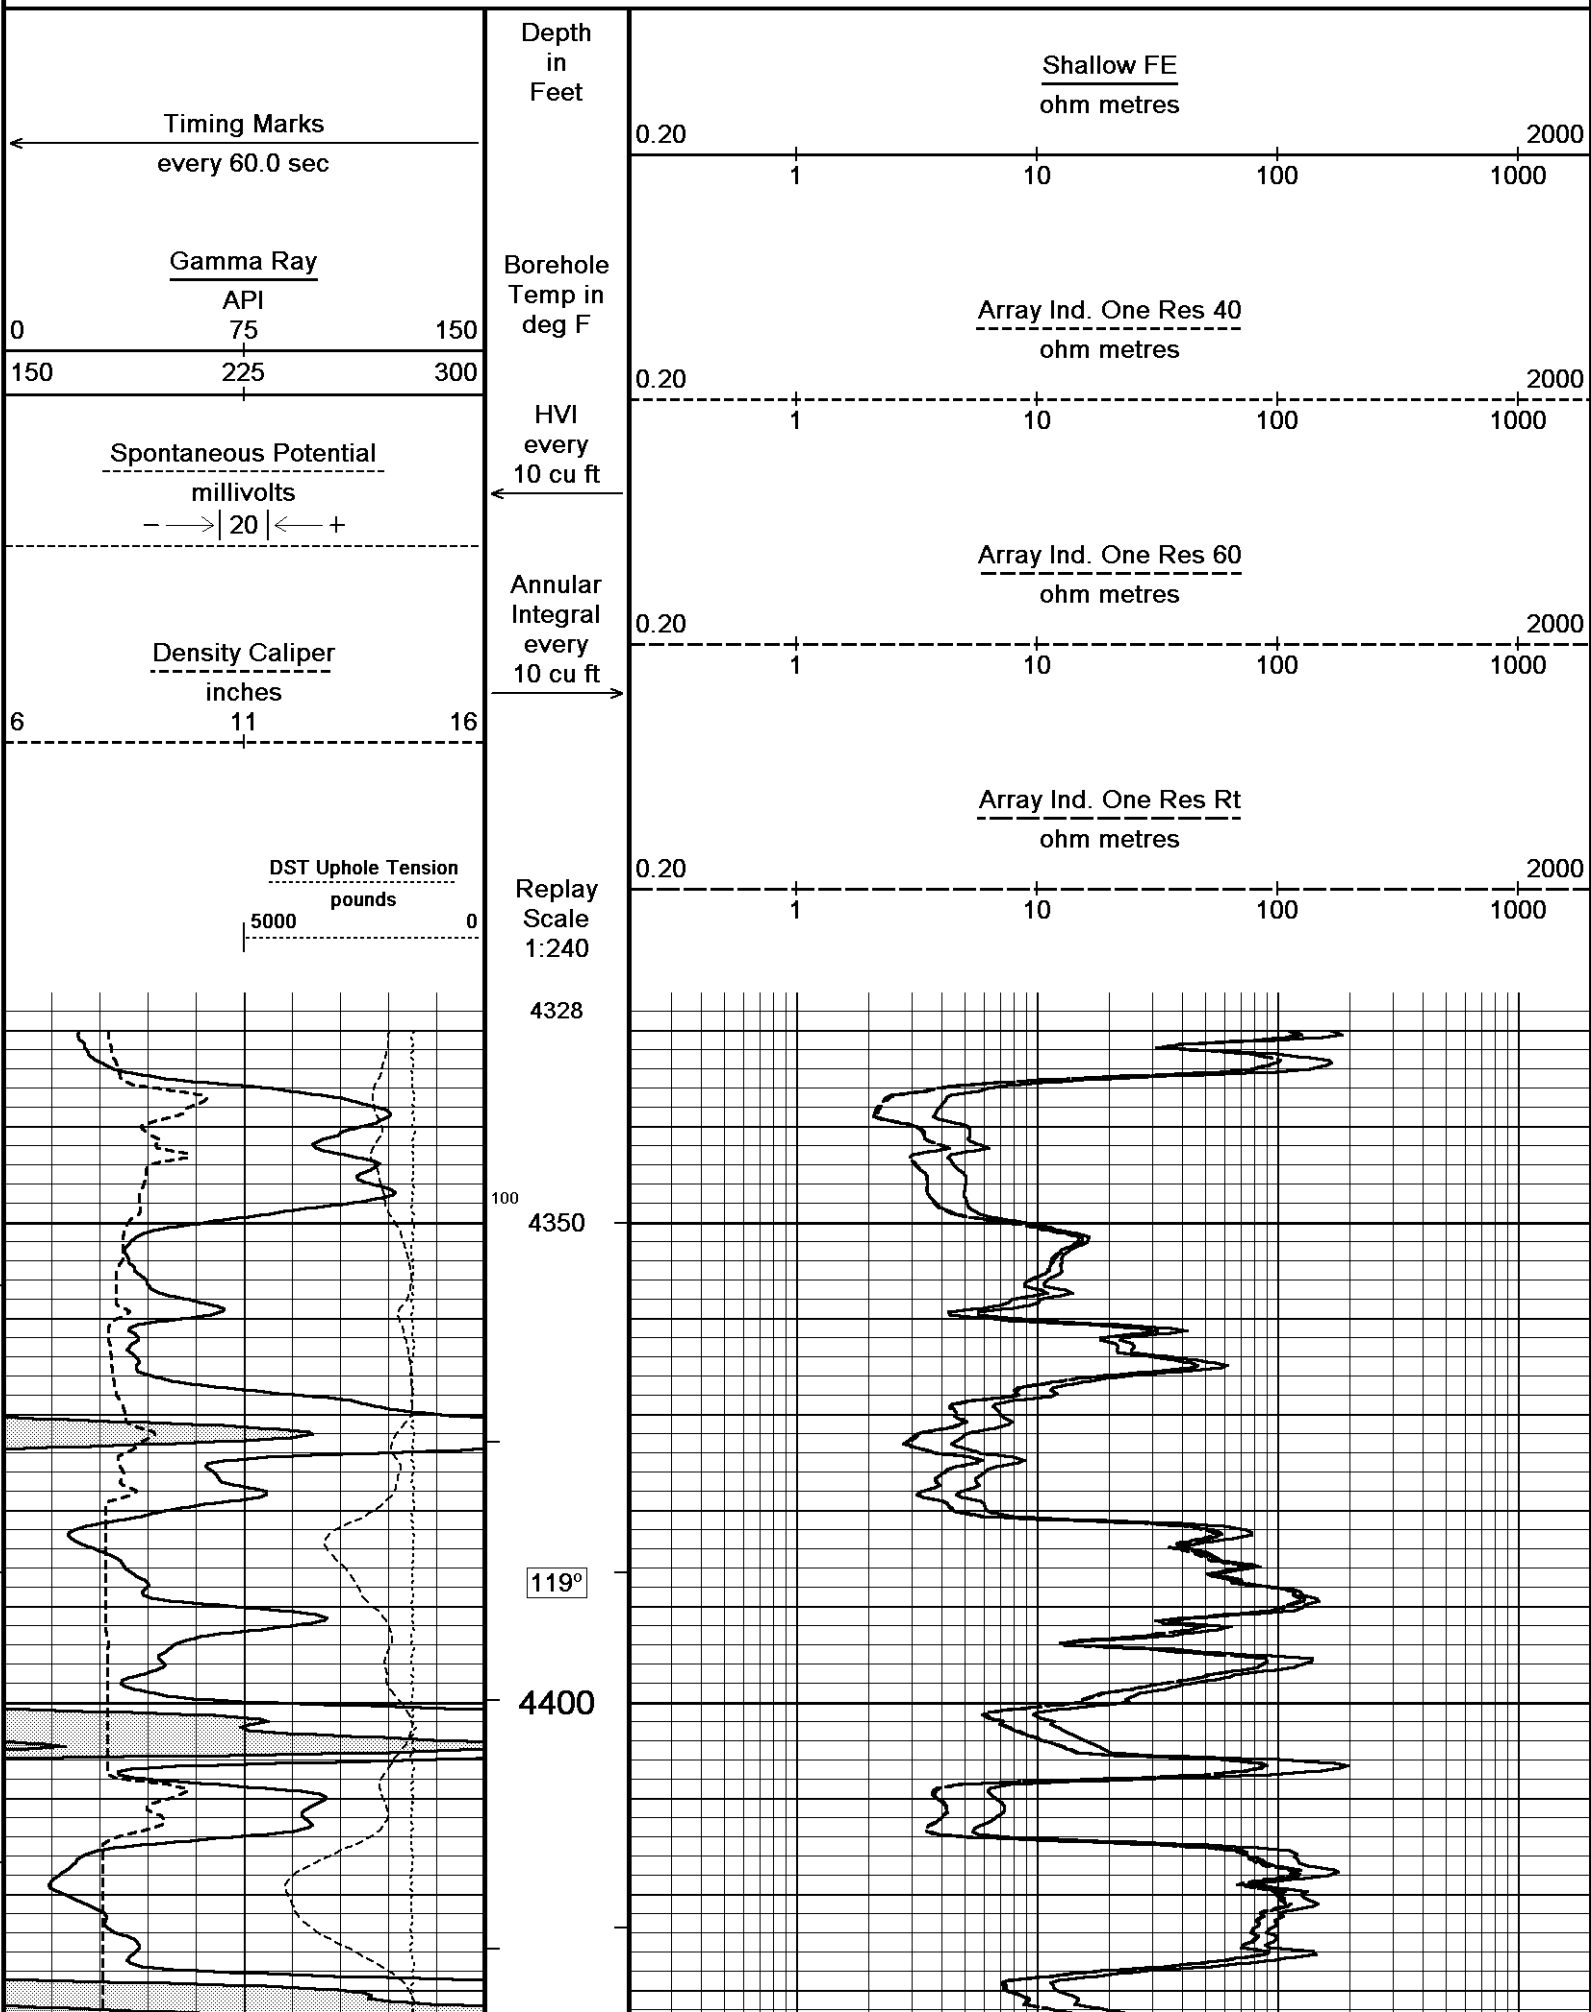 Timing Marks
every 60.0 sec
Gamma Ray
API
0 75 150
150 225 300
Spontaneous Potential
millivolts
− 20 +
Density Caliper
inches
6 11 16
DST Uphole Tension
pounds
5000 0
Depth
in
Feet
Borehole
Temp in
deg F
HVI
every
10 cu ft
Annular
Integral
every
10 cu ft
Replay
Scale
1:240
Shallow FE
ohm metres
0.20 2000
1 10 100 1000
Array Ind. One Res 40
ohm metres
0.20 2000
1 10 100 1000
Array Ind. One Res 60
ohm metres
0.20 2000
1 10 100 1000
Array Ind. One Res Rt
ohm metres
0.20 2000
1 10 100 1000
4328
100
4350
119º
4400